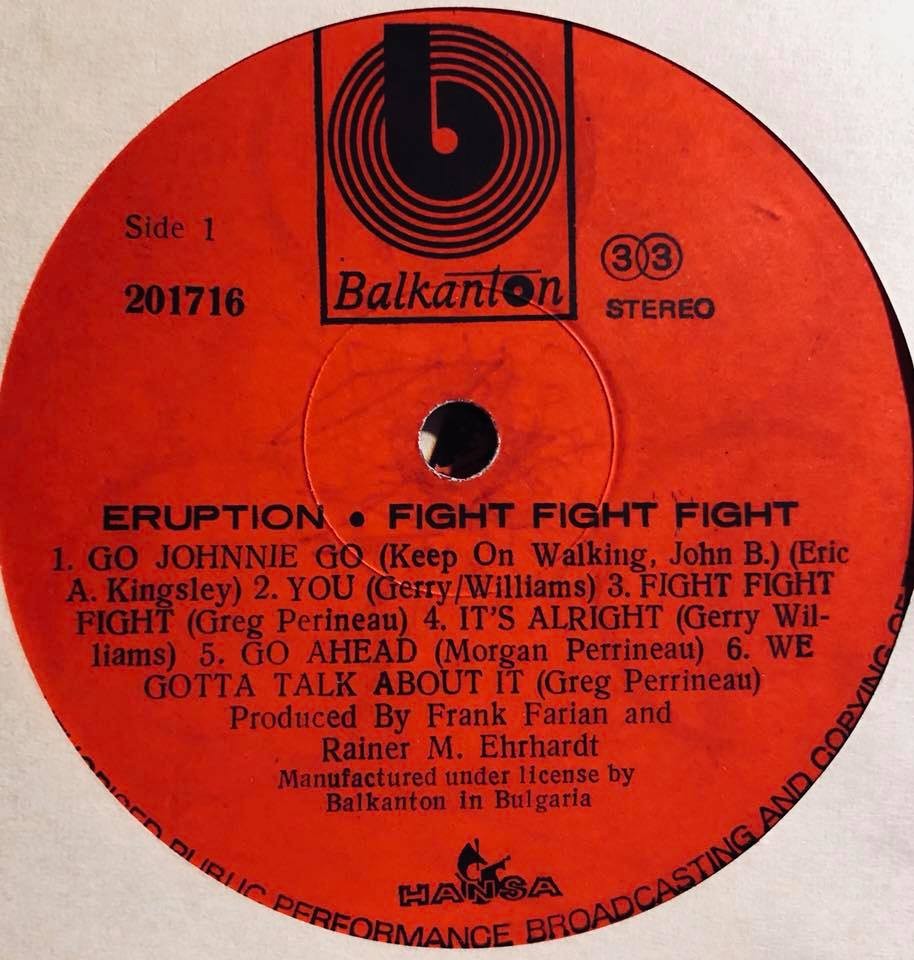 b
Balkanton
Side 1
201716
33
STEREO
ERUPTION • FIGHT FIGHT FIGHT
1. GO JOHNNIE GO (Keep On Walking, John B.) (Eric
A. Kingsley) 2. YOU (Gerry/Williams) 3. FIGHT FIGHT
FIGHT (Greg Perineau) 4. IT'S ALRIGHT (Gerry Wil-
liams) 5. GO AHEAD (Morgan Perrineau) 6. WE
GOTTA TALK ABOUT IT (Greg Perrineau)
Produced By Frank Farian and
Rainer M. Ehrhardt
Manufactured under license by
Balkanton in Bulgaria
HANSA
PUBLIC PERFORMANCE BROADCASTING AND COPYING OF